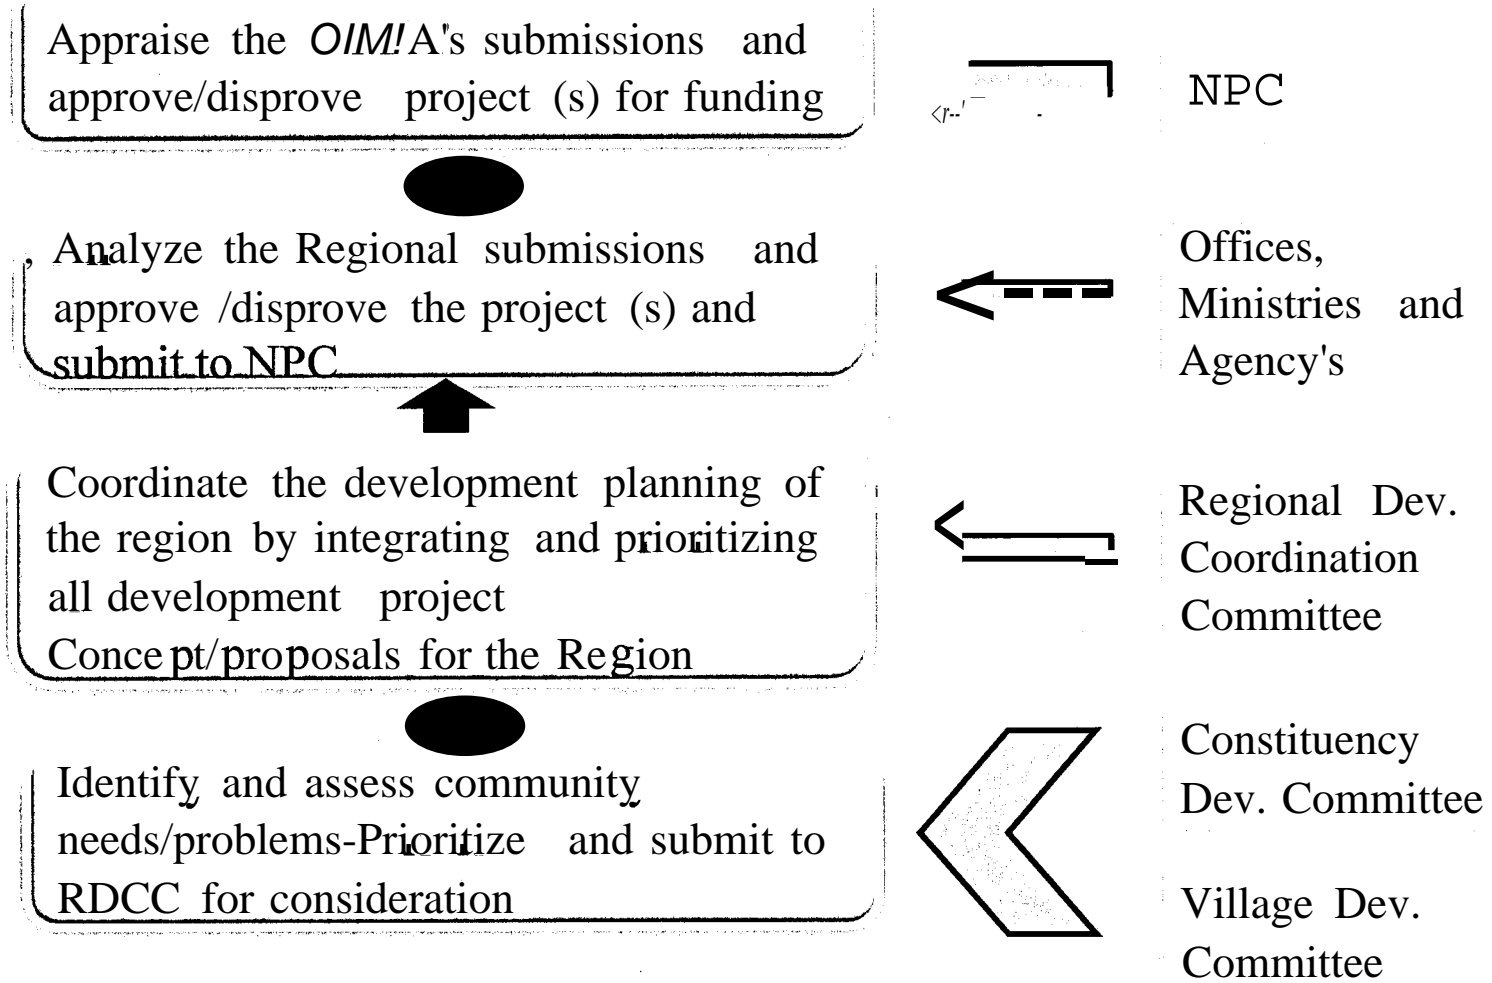 Appraise the OIM!A's submissions and
approve/disprove project (s) for funding
NPC
, Analyze the Regional submissions and
approve /disprove the project (s) and
submit to NPC
Offices,
Ministries and
Agency's
Coordinate the development planning of
the region by integrating and prioritizing
all development project
Concept/proposals for the Region
Regional Dev.
Coordination
Committee
Identify and assess community
needs/problems-Prioritize and submit to
RDCC for consideration
Constituency
Dev. Committee
Village Dev.
Committee